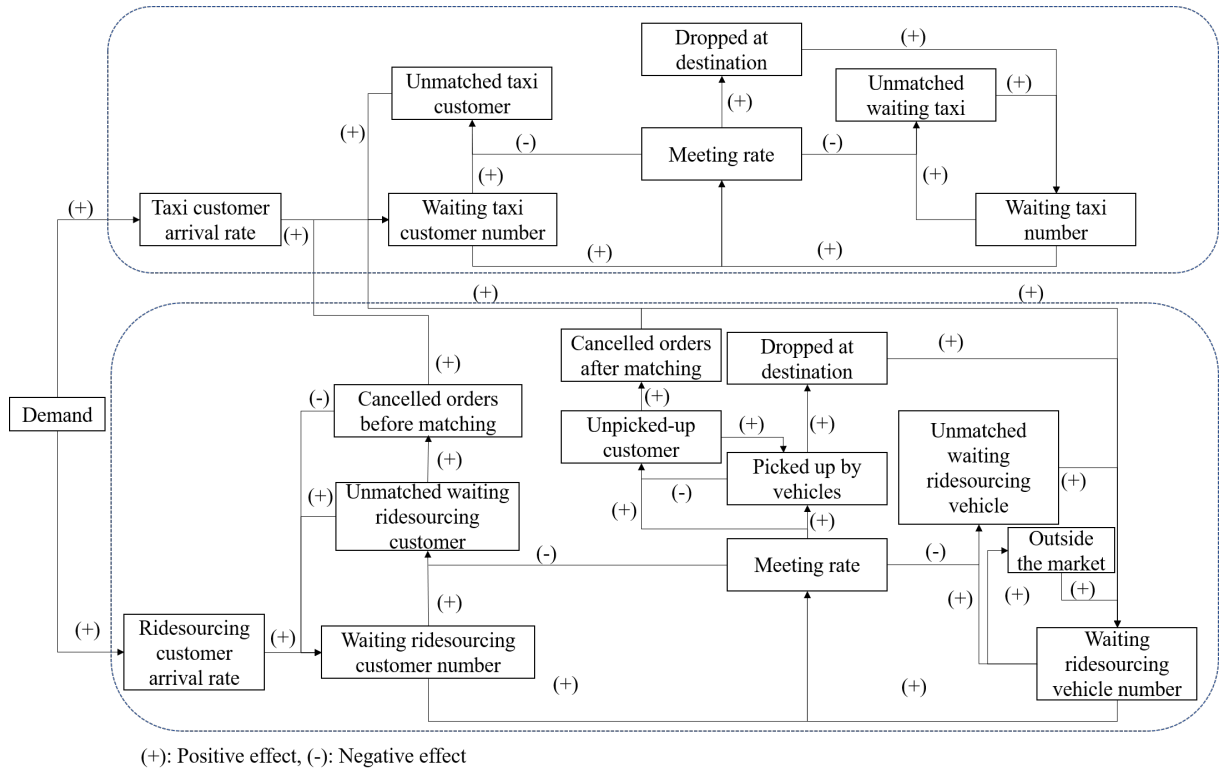 Dropped at
destination
(+)
Unmatched taxi
customer
Unmatched
waiting taxi
(+)
(+)
(+)
(-)
Meeting rate
(-)
(+)
(+)
(+)
Taxi customer
arrival rate
(+)
Waiting taxi
customer number
Waiting taxi
number
(+)
(+)
(+)
(+)
Demand
Cancelled orders
after matching
Dropped at
destination
(+)
(+)
(-)
Cancelled orders
before matching
(+)
Unpicked-up
customer
(+)
(+)
Unmatched
waiting
ridesourcing
vehicle
(+)
(+)
(+)
Unmatched waiting
ridesourcing
customer
Picked up by
vehicles
(-)
(+)
(+)
(-)
Meeting rate
(-)
Outside
the market
(+)
(+)
(+)
(+)
(+)
Ridesourcing
customer
arrival rate
(+)
Waiting ridesourcing
customer number
Waiting
ridesourcing
vehicle number
(+)
(+)
(+): Positive effect, (-): Negative effect